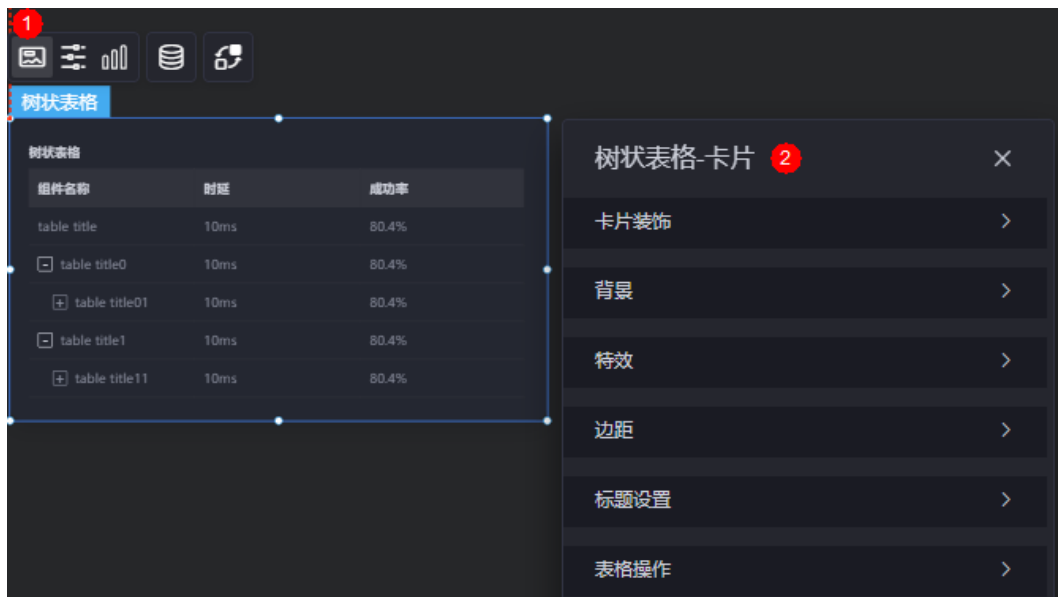 1
树状表格
树状表格
组件名称 时延 成功率
table title 10ms 80.4%
table title0 10ms 80.4%
table title01 10ms 80.4%
table title1 10ms 80.4%
table title11 10ms 80.4%
树状表格-卡片 2
卡片装饰
背景
特效
边距
标题设置
表格操作